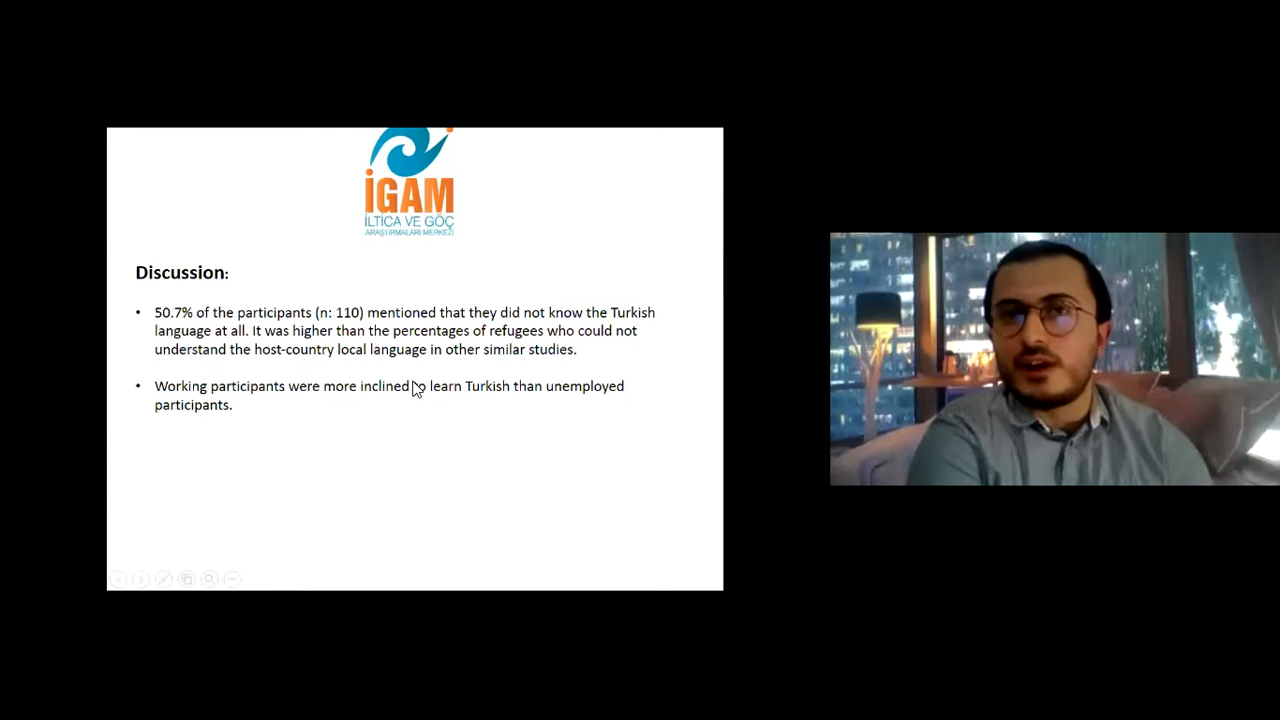 İGAM
İLTİCA VE GÖÇ
ARAŞTIRMALARI MERKEZİ
Discussion:
• 50.7% of the participants (n: 110) mentioned that they did not know the Turkish
language at all. It was higher than the percentages of refugees who could not
understand the host-country local language in other similar studies.
• Working participants were more inclined to learn Turkish than unemployed
participants.